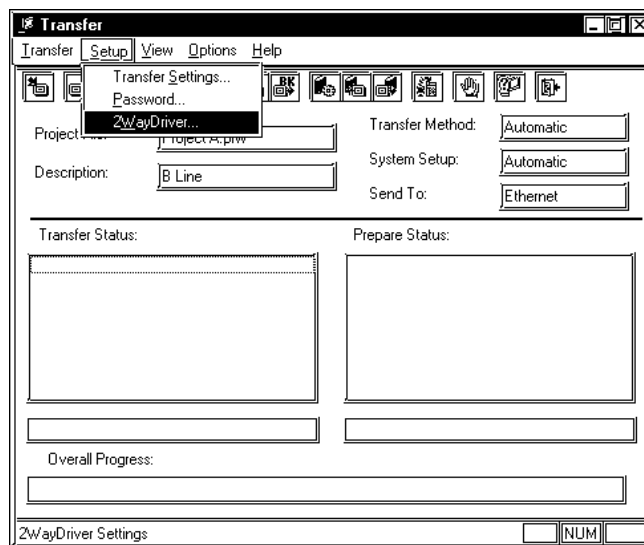 Transfer
Transfer Setup View Options Help
Transfer Settings...
Password...
2WayDriver...
BK
Project A.prw
Description: B Line
Transfer Method: Automatic
System Setup: Automatic
Send To: Ethernet
Transfer Status: Prepare Status:
Overall Progress:
2WayDriver Settings NUM